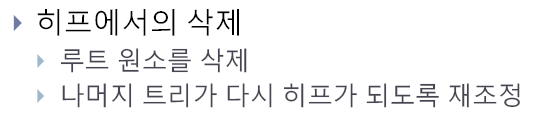 히프에서의 삭제
루트 원소를 삭제
나머지 트리가 다시 히프가 되도록 재조정